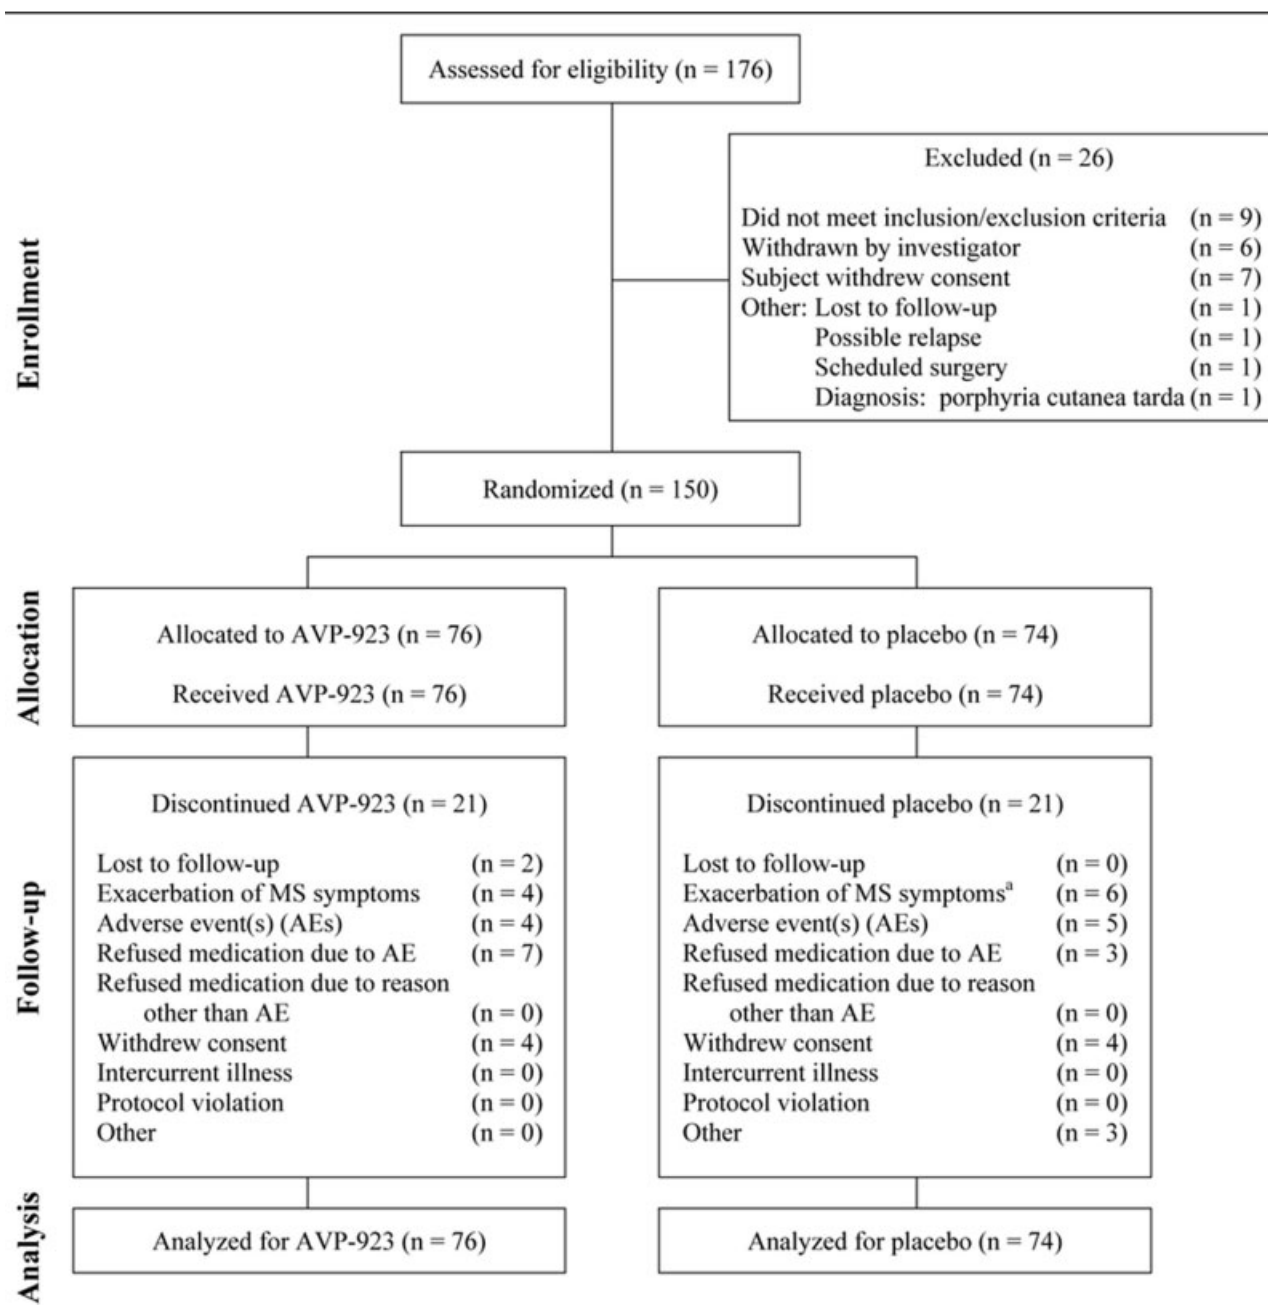 Assessed for eligibility (n = 176)
Excluded (n = 26)
Did not meet inclusion/exclusion criteria (n = 9)
Withdrawn by investigator (n = 6)
Subject withdrew consent (n = 7)
Other: Lost to follow-up (n = 1)
Possible relapse (n = 1)
Scheduled surgery (n = 1)
Diagnosis: porphyria cutanea tarda (n = 1)
Enrollment
Randomized (n = 150)
Allocation
Allocated to AVP-923 (n = 76)
Received AVP-923 (n = 76)
Allocated to placebo (n = 74)
Received placebo (n = 74)
Follow-up
Discontinued AVP-923 (n = 21)
Lost to follow-up (n = 2)
Exacerbation of MS symptoms (n = 4)
Adverse event(s) (AEs) (n = 4)
Refused medication due to AE (n = 7)
Refused medication due to reason
other than AE (n = 0)
Withdrew consent (n = 4)
Intercurrent illness (n = 0)
Protocol violation (n = 0)
Other (n = 0)
Discontinued placebo (n = 21)
Lost to follow-up (n = 0)
Exacerbation of MS symptomsᵃ (n = 6)
Adverse event(s) (AEs) (n = 5)
Refused medication due to AE (n = 3)
Refused medication due to reason
other than AE (n = 0)
Withdrew consent (n = 4)
Intercurrent illness (n = 0)
Protocol violation (n = 0)
Other (n = 3)
Analysis
Analyzed for AVP-923 (n = 76)
Analyzed for placebo (n = 74)